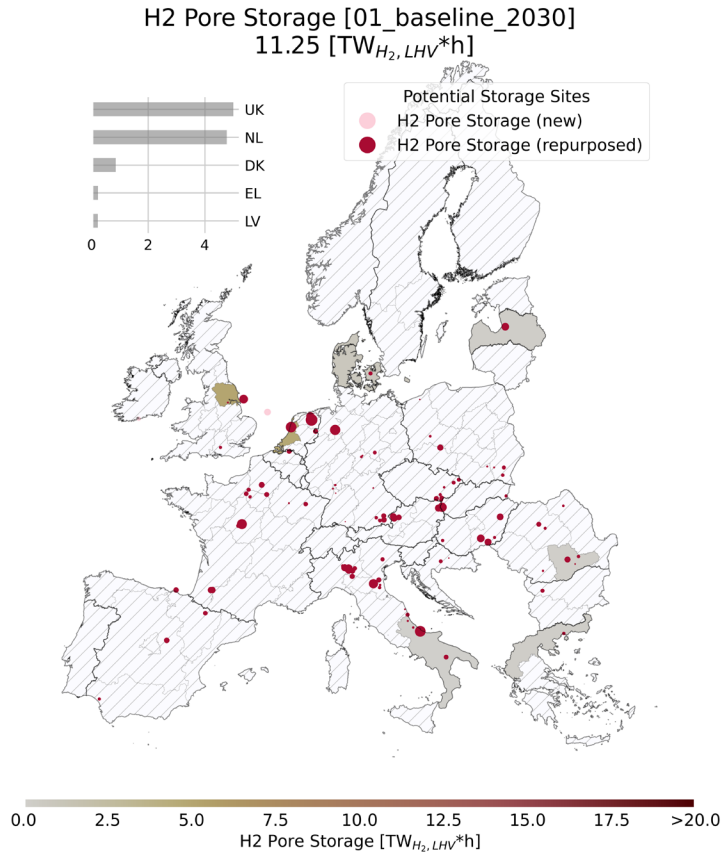 H2 Pore Storage [01_baseline_2030]
11.25 [TW_{H_2, LHV}*h]
Potential Storage Sites
H2 Pore Storage (new)
H2 Pore Storage (repurposed)
UK
NL
DK
EL
LV
0 2 4
0.0 2.5 5.0 7.5 10.0 12.5 15.0 17.5 >20.0
H2 Pore Storage [TW_{H_2, LHV}*h]